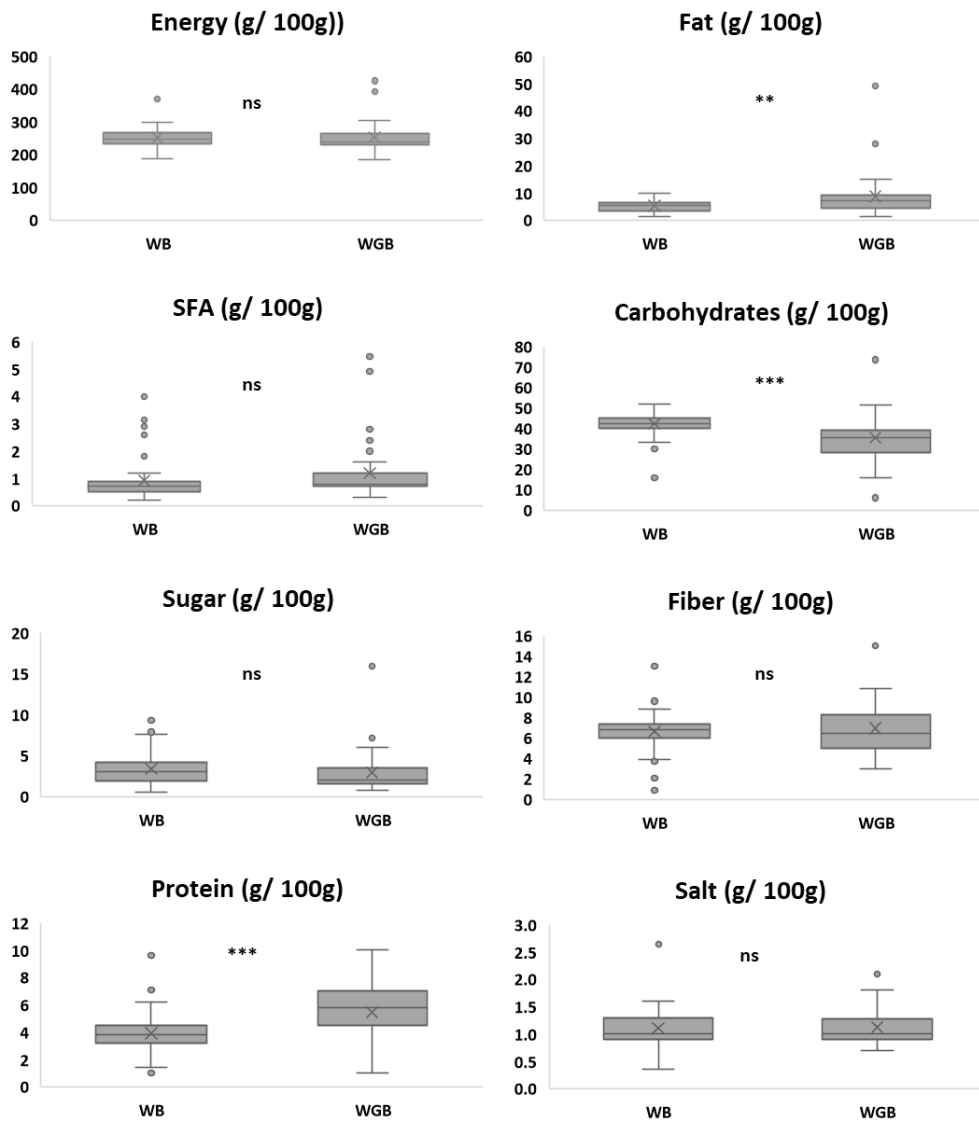 Energy (g/ 100g))
500
400
300
200
100
0
ns
WB
WGB
Fat (g/ 100g)
60
50
40
30
20
10
0
**
WB
WGB
SFA (g/ 100g)
6
5
4
3
2
1
0
ns
WB
WGB
Carbohydrates (g/ 100g)
80
70
60
50
40
30
20
10
0
***
WB
WGB
Sugar (g/ 100g)
20
15
10
5
0
ns
WB
WGB
Fiber (g/ 100g)
16
14
12
10
8
6
4
2
0
ns
WB
WGB
Protein (g/ 100g)
12
10
8
6
4
2
0
***
WB
WGB
Salt (g/ 100g)
3.0
2.5
2.0
1.5
1.0
0.5
0.0
ns
WB
WGB